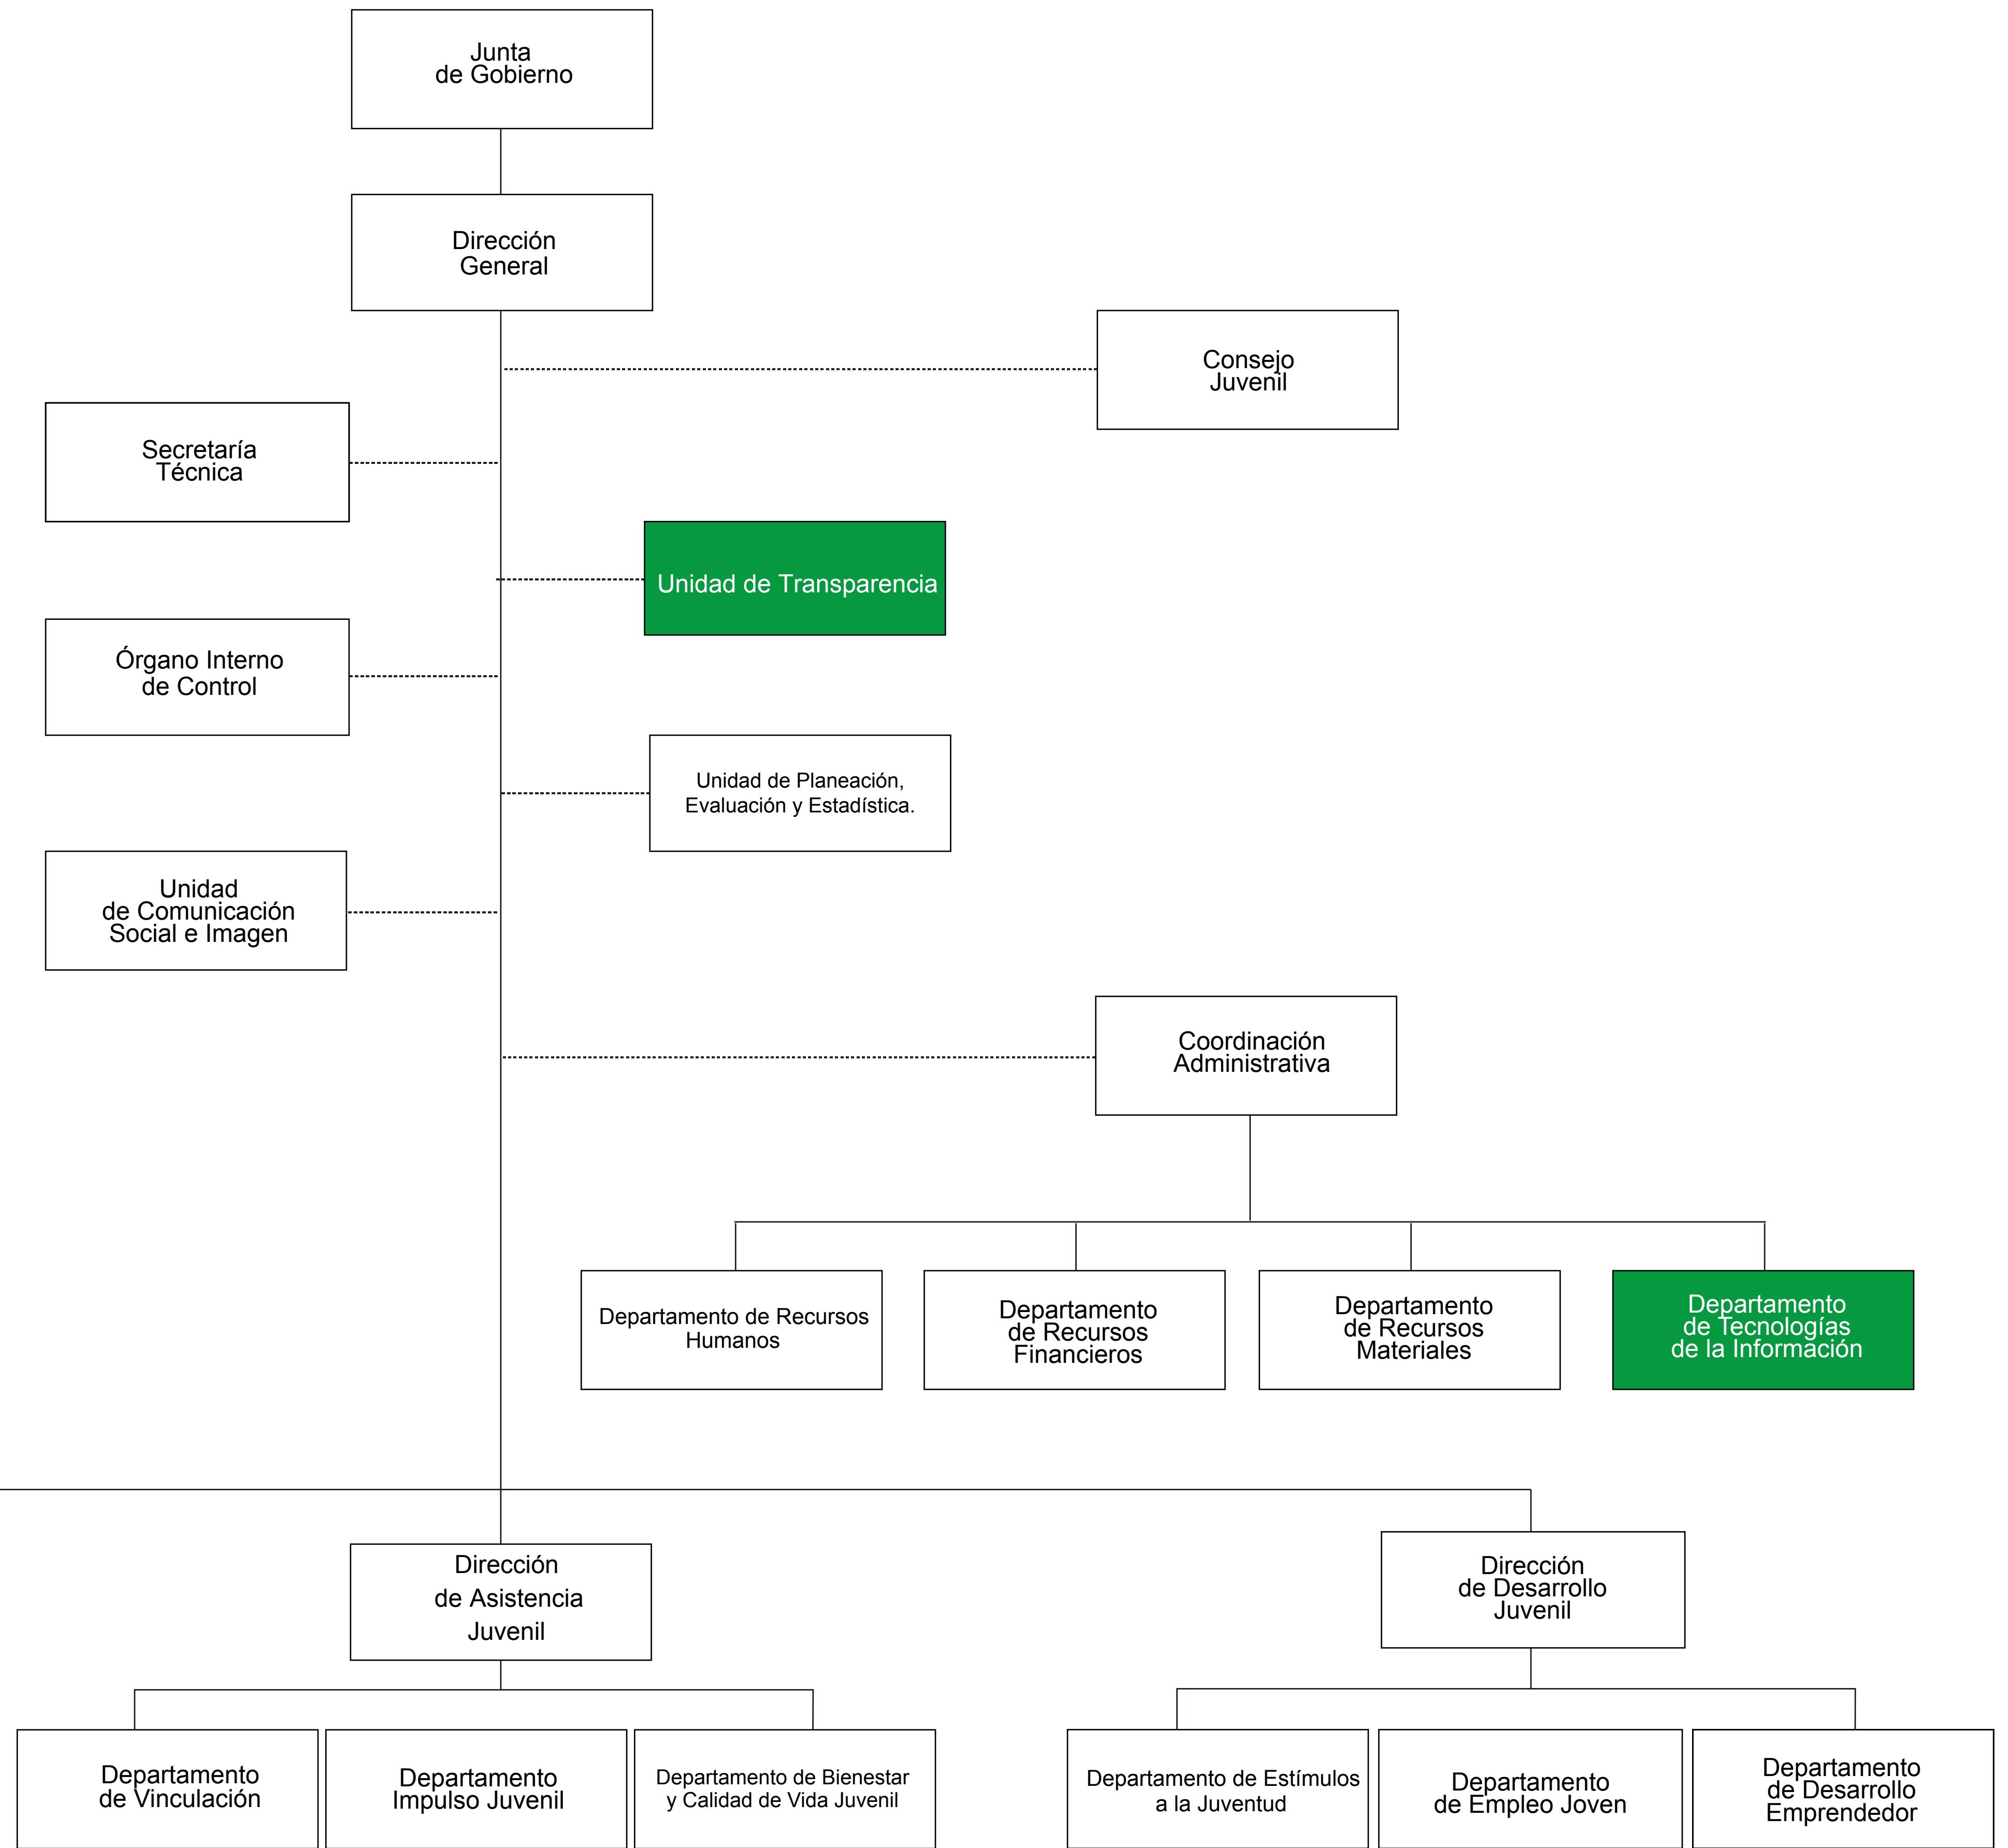 Junta
de Gobierno
Dirección
General
Consejo
Juvenil
Secretaría
Técnica
Unidad de Transparencia
Órgano Interno
de Control
Unidad de Planeación,
Evaluación y Estadística.
Unidad
de Comunicación
Social e Imagen
Coordinación
Administrativa
Departamento de Recursos
Humanos
Departamento
de Recursos
Financieros
Departamento
de Recursos
Materiales
Departamento
de Tecnologías
de la Información
Dirección
de Asistencia
Juvenil
Dirección
de Desarrollo
Juvenil
Departamento
de Vinculación
Departamento
Impulso Juvenil
Departamento de Bienestar
y Calidad de Vida Juvenil
Departamento de Estímulos
a la Juventud
Departamento
de Empleo Joven
Departamento
de Desarrollo
Emprendedor